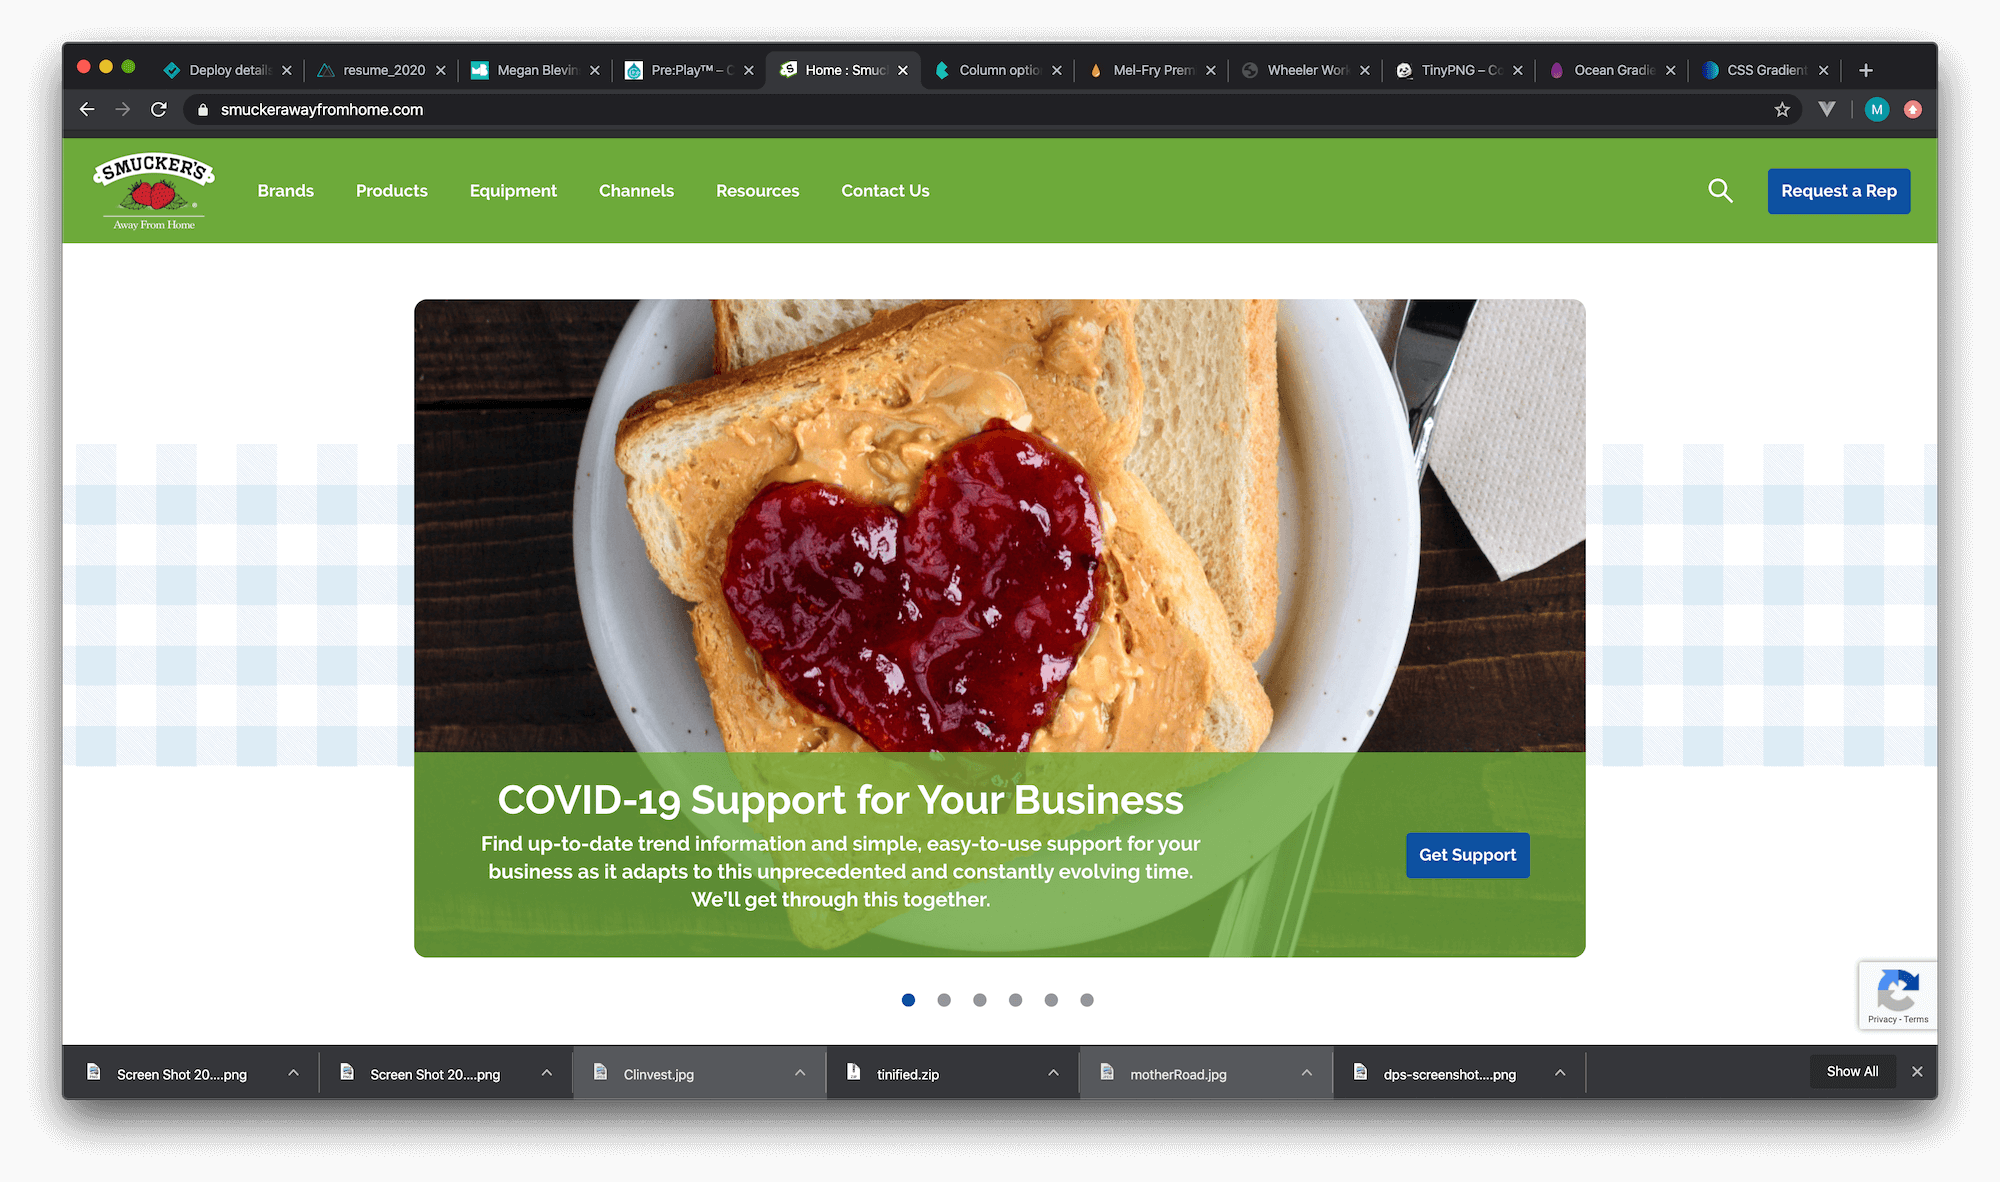 Deploy details
resume_2020
Megan Blevin
Pre:Play™ – C
Home : Smuc
Column optio
Mel-Fry Prem
Wheeler Work
TinyPNG – Co
Ocean Gradie
CSS Gradient
smuckerawayfromhome.com
M
SMUCKER'S
®
Away From Home
Brands
Products
Equipment
Channels
Resources
Contact Us
Request a Rep
COVID-19 Support for Your Business
Find up-to-date trend information and simple, easy-to-use support for your
business as it adapts to this unprecedented and constantly evolving time.
We'll get through this together.
Get Support
Privacy - Terms
Screen Shot 20....png
Screen Shot 20....png
Clinvest.jpg
tinified.zip
motherRoad.jpg
dps-screenshot....png
Show All